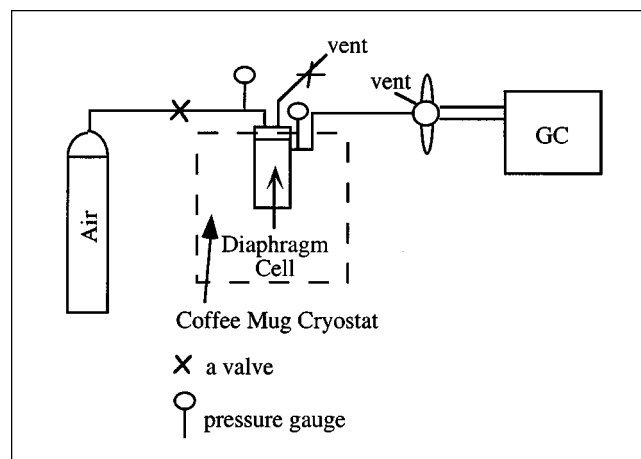 vent
vent
GC
Air
Diaphragm
Cell
Coffee Mug Cryostat
a valve
pressure gauge